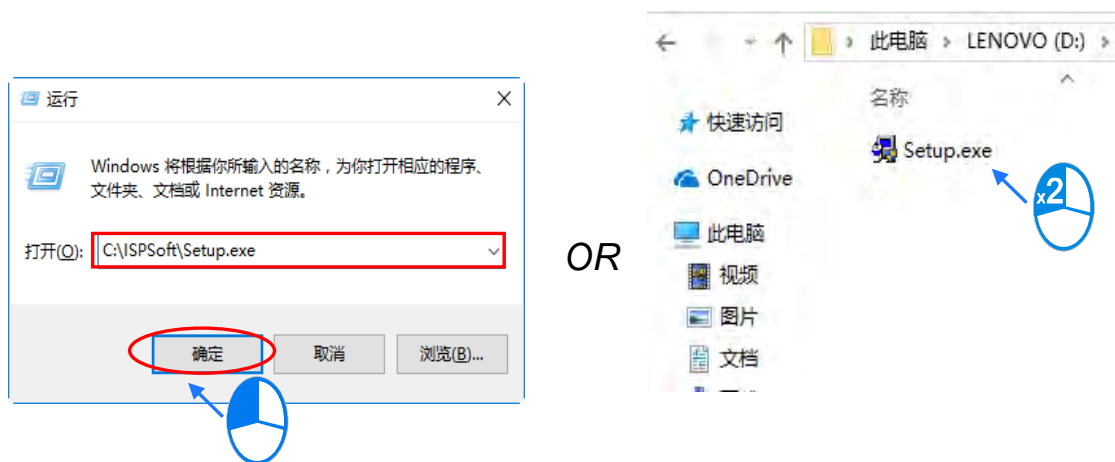 运行
Windows 将根据你所输入的名称，为你打开相应的程序、
文件夹、文档或 Internet 资源。
打开(O): C:\ISPSoft\Setup.exe
确定 取消 浏览(B)...
OR
此电脑 › LENOVO (D:) ›
名称
快速访问
Setup.exe
OneDrive
x2
此电脑
视频
图片
文档